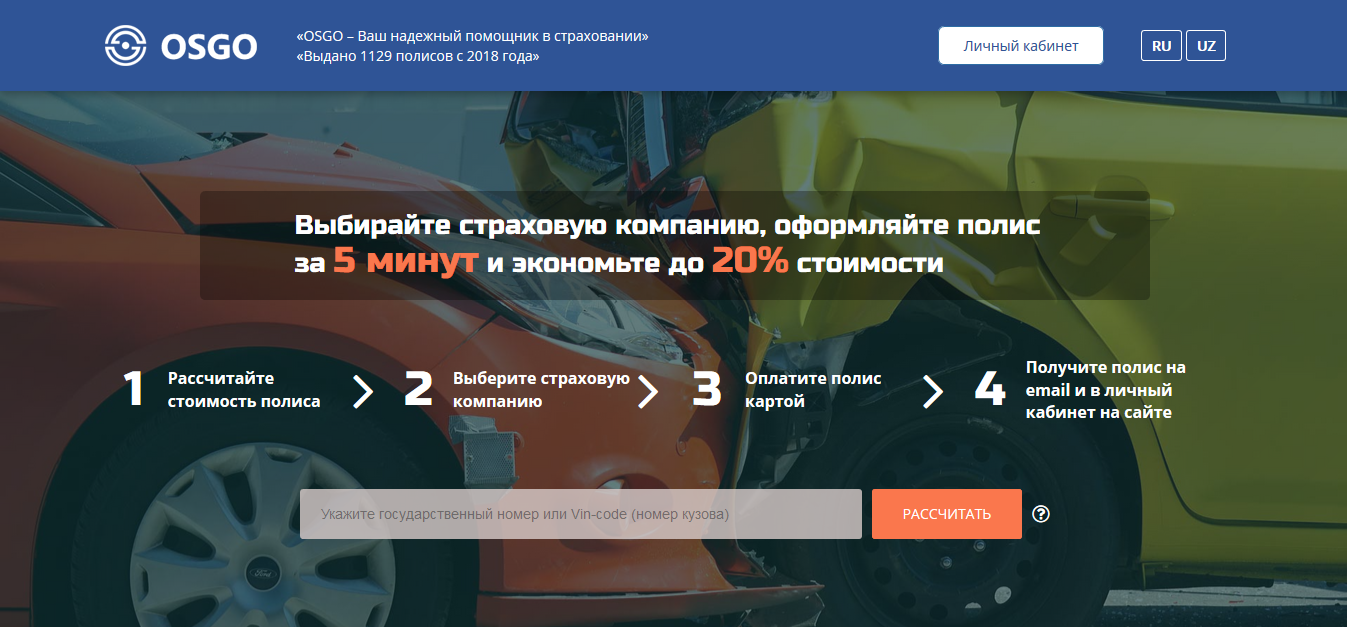 OSGO
«OSGO – Ваш надежный помощник в страховании»
«Выдано 1129 полисов с 2018 года»
Личный кабинет
RU
UZ
Выбирайте страховую компанию, оформляйте полис
за 5 минут и экономьте до 20% стоимости
1
Рассчитайте
стоимость полиса
2
Выберите страховую
компанию
3
Оплатите полис
картой
4
Получите полис на
email и в личный
кабинет на сайте
Укажите государственный номер или Vin-code (номер кузова)
РАССЧИТАТЬ
?
Ford